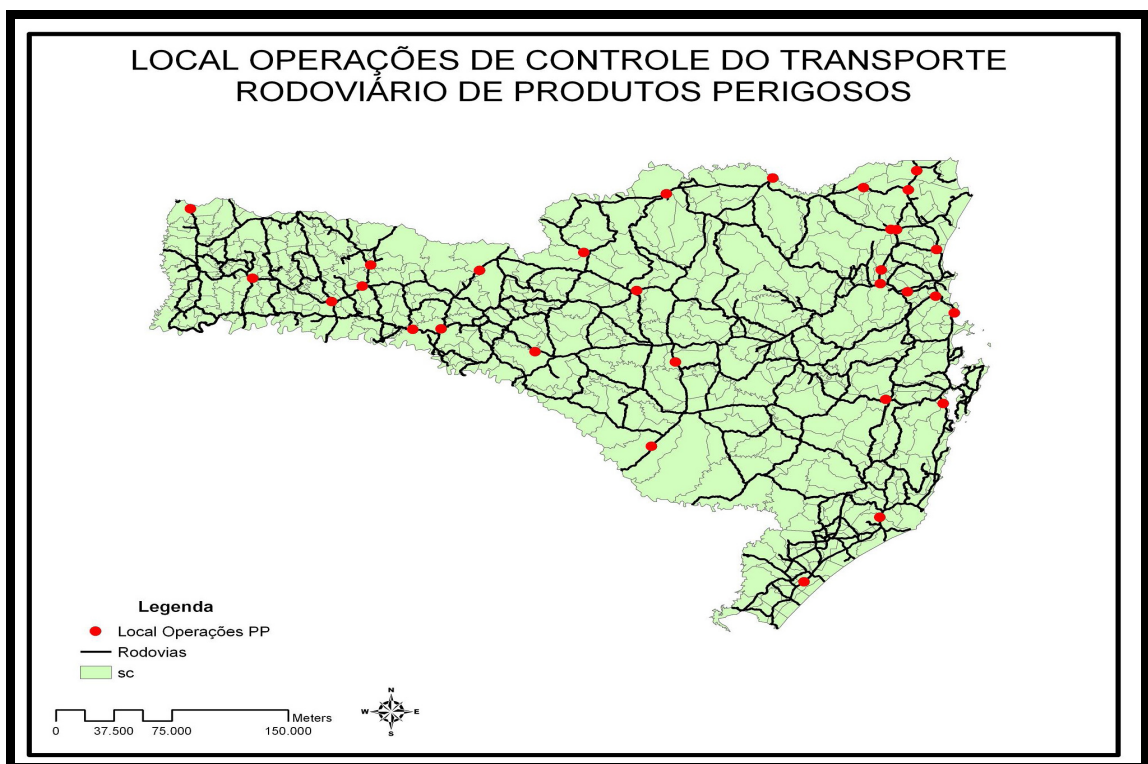 LOCAL OPERAÇÕES DE CONTROLE DO TRANSPORTE
RODOVIÁRIO DE PRODUTOS PERIGOSOS
Legenda
Local Operações PP
Rodovias
sc
N
W E
S
Meters
0 37.500 75.000 150.000